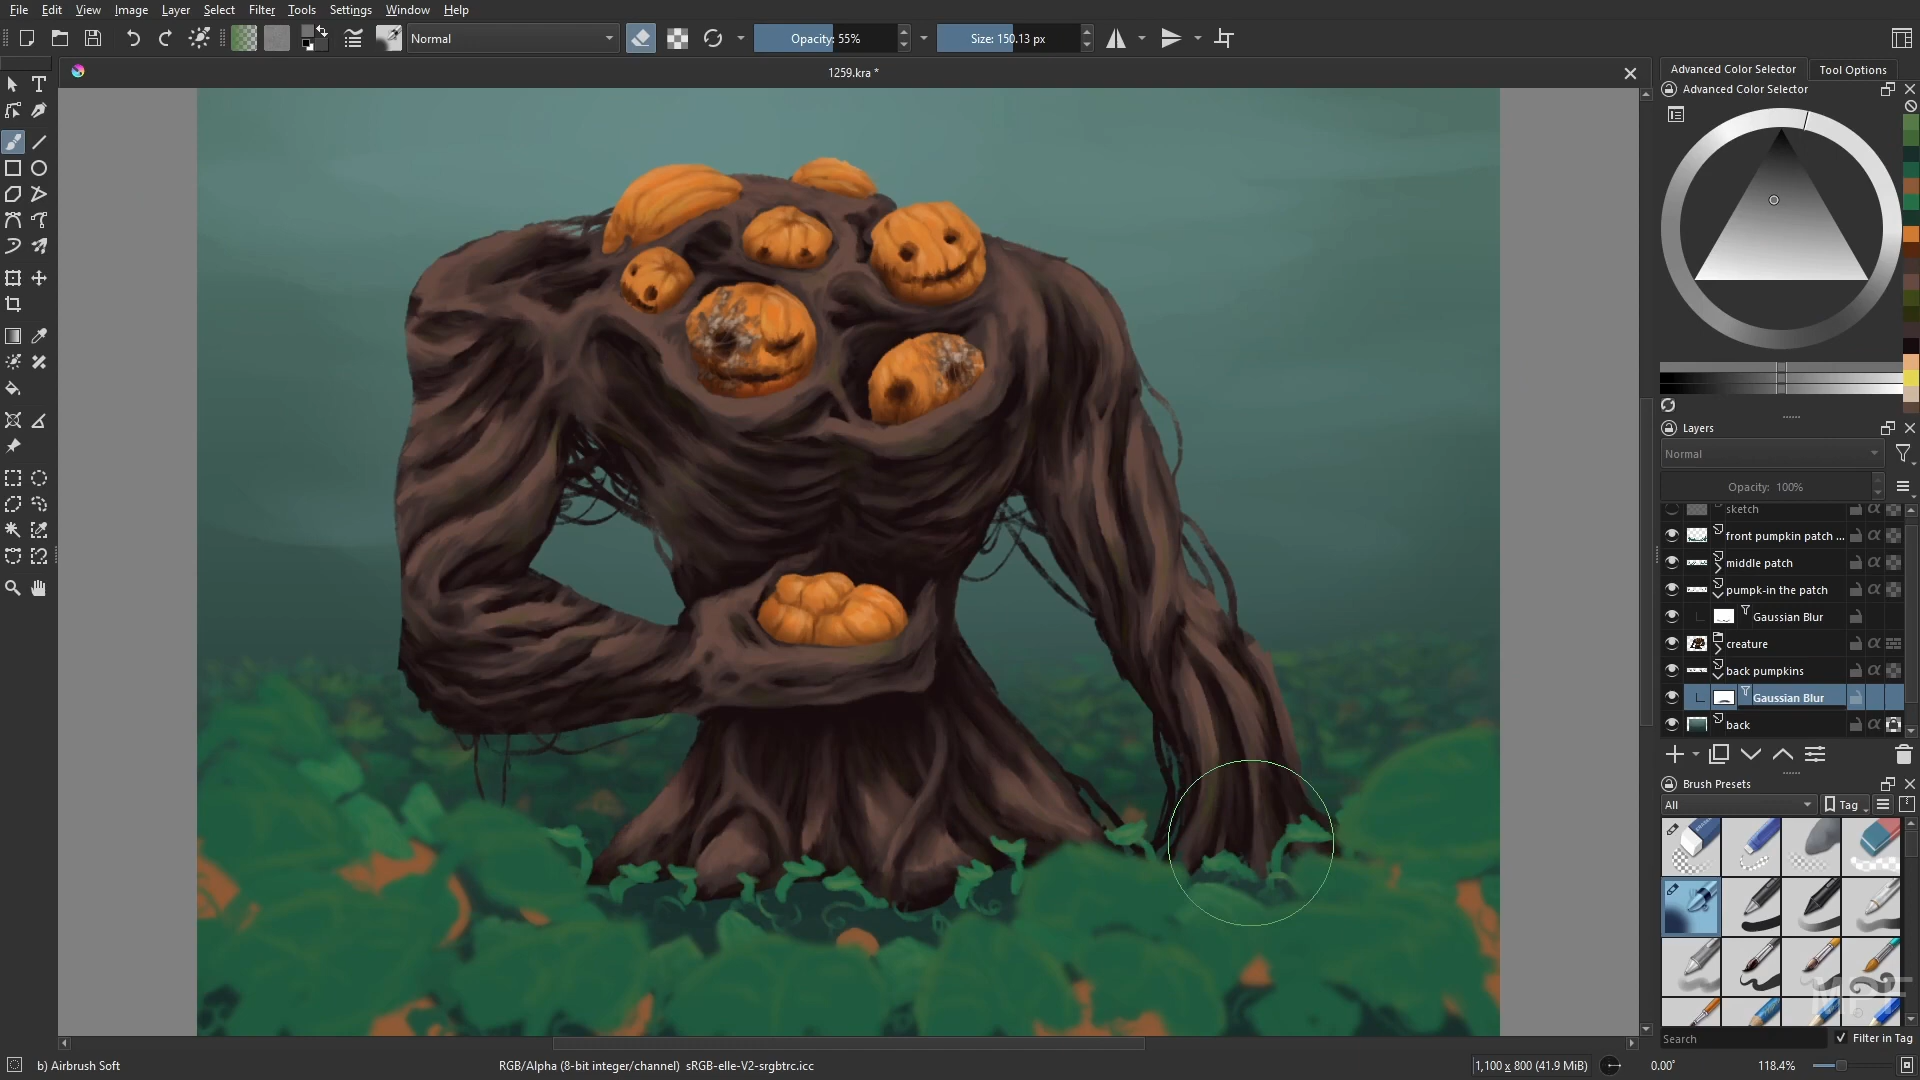 File Edit View Image Layer Select Filter Tools Settings Window Help
Normal
Opacity: 55%
Size: 150.13 px
1259.kra *
Advanced Color Selector
Tool Options
Advanced Color Selector
Layers
Normal
Opacity: 100%
sketch
front pumpkin patch ...
middle patch
pumpk-in the patch
Gaussian Blur
creature
back pumpkins
Gaussian Blur
back
Brush Presets
All
Tag
Search
Filter in Tag
b) Airbrush Soft
RGB/Alpha (8-bit integer/channel) sRGB-elle-V2-srgbtrc.icc
1,100 x 800 (41.9 MiB)
0.00°
118.4%